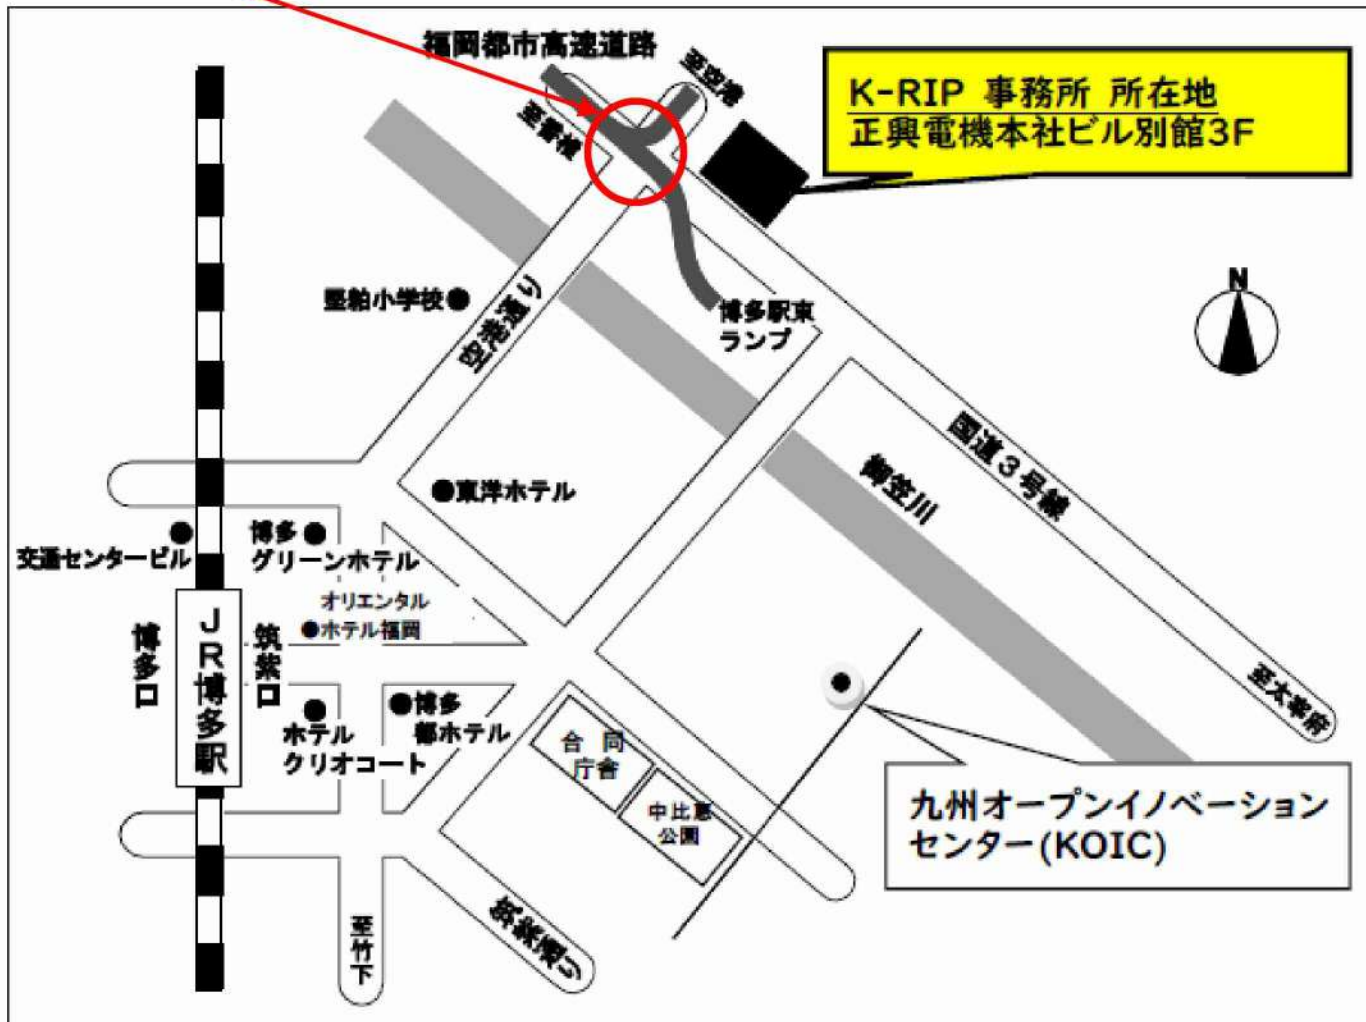 福岡都市高速道路
至空港
至香椎
K-RIP 事務所 所在地
正興電機本社ビル別館3F
堅粕小学校
空港通り
博多駅東
ランプ
N
国道3号線
御笠川
東洋ホテル
交通センタービル
博多
グリーンホテル
オリエンタル
ホテル福岡
博多口
JR博多駅
筑紫口
ホテル
クリオコート
博多
都ホテル
合同
庁舎
中比恵
公園
至太宰府
九州オープンイノベーション
センター(KOIC)
至竹下
筑紫通り